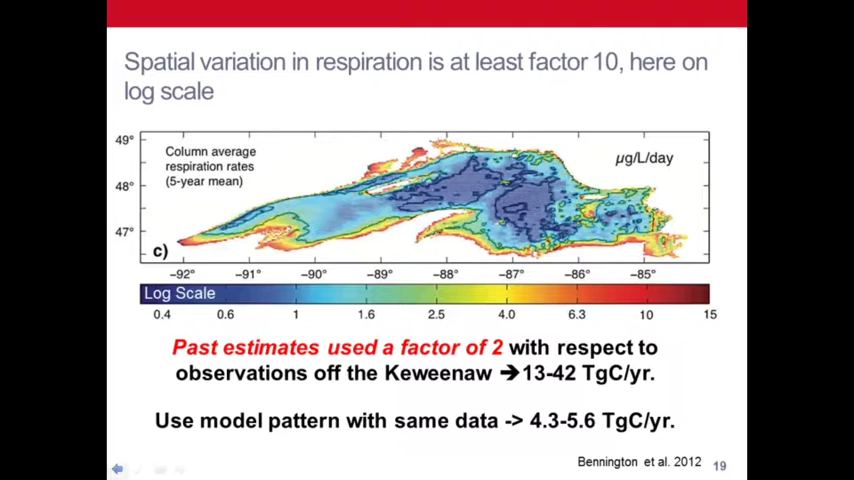 Spatial variation in respiration is at least factor 10, here on
log scale
49°
48°
47°
Column average
respiration rates
(5-year mean)
µg/L/day
c)
−92° −91° −90° −89° −88° −87° −86° −85°
Log Scale
0.4 0.6 1 1.6 2.5 4.0 6.3 10 15
Past estimates used a factor of 2 with respect to
observations off the Keweenaw ➔13-42 TgC/yr.
Use model pattern with same data -> 4.3-5.6 TgC/yr.
Bennington et al. 2012
19